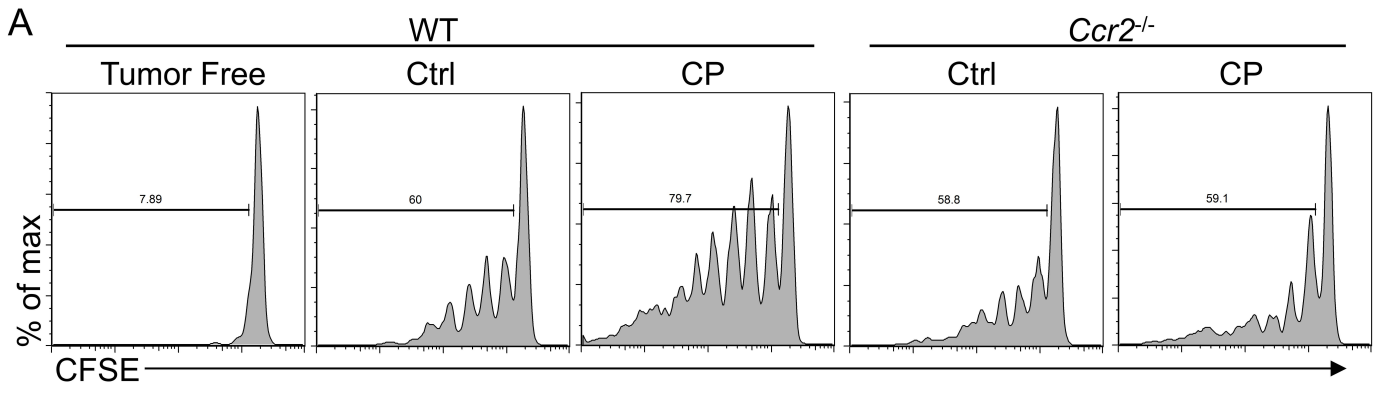 A
WT
Ccr2-/-
Tumor Free
Ctrl
CP
Ctrl
CP
7.89
60
79.7
58.8
59.1
% of max
CFSE